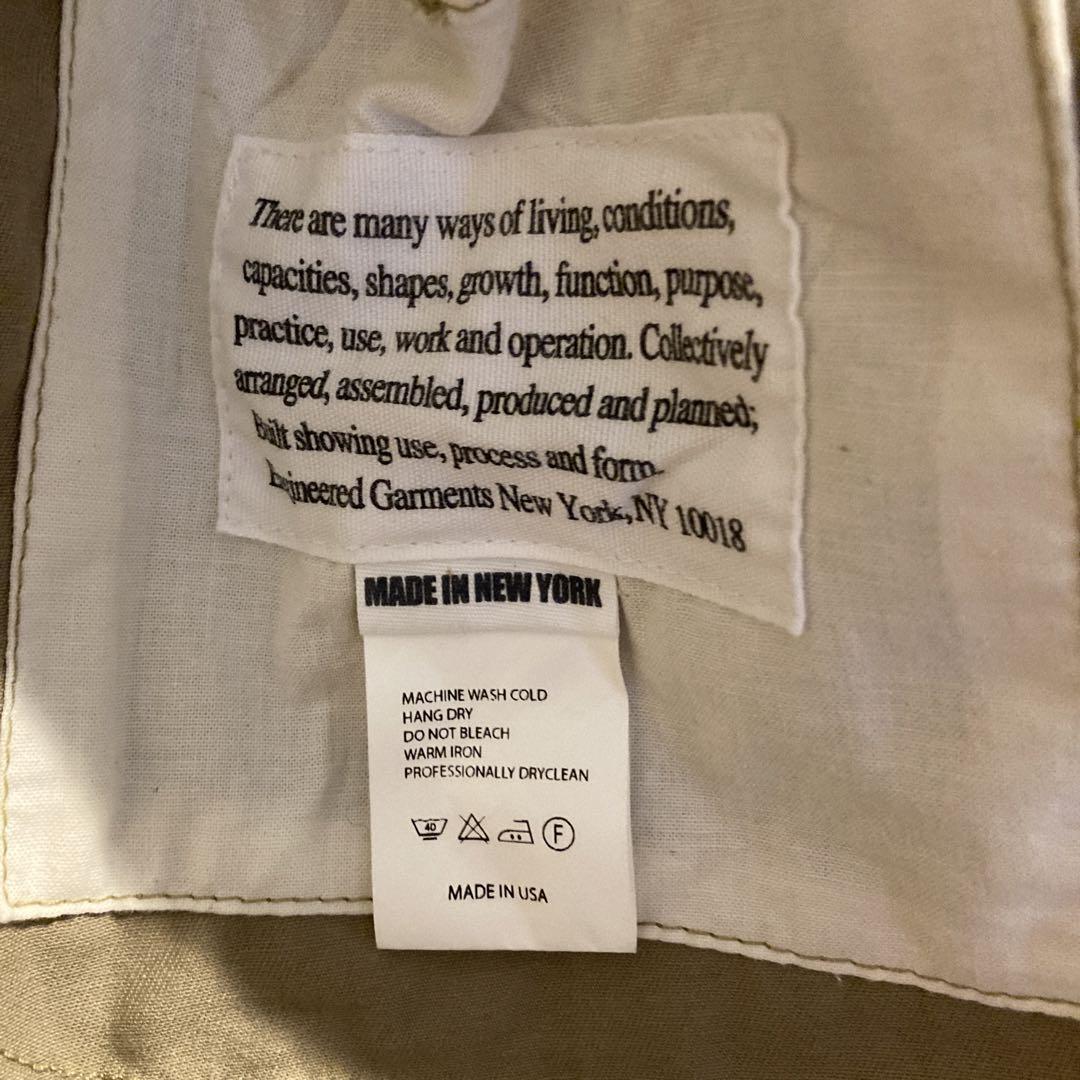 There are many ways of living, conditions,
capacities, shapes, growth, function, purpose,
practice, use, work and operation. Collectively
arranged, assembled, produced and planned;
Built showing use, process and form.
Engineered Garments New York, NY 10018
MADE IN NEW YORK
MACHINE WASH COLD
HANG DRY
DO NOT BLEACH
WARM IRON
PROFESSIONALLY DRYCLEAN
40 F
MADE IN USA